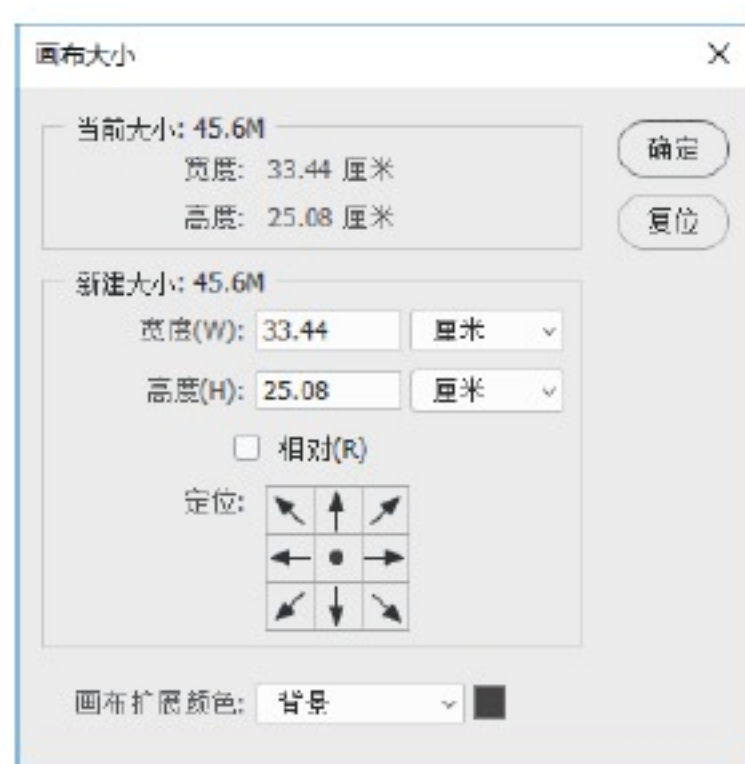 画布大小
当前大小: 45.6M
确定
宽度: 33.44 厘米
高度: 25.08 厘米
复位
新建大小: 45.6M
宽度(W): 33.44 厘米
高度(H): 25.08 厘米
相对(R)
定位:
画布扩展颜色: 背景